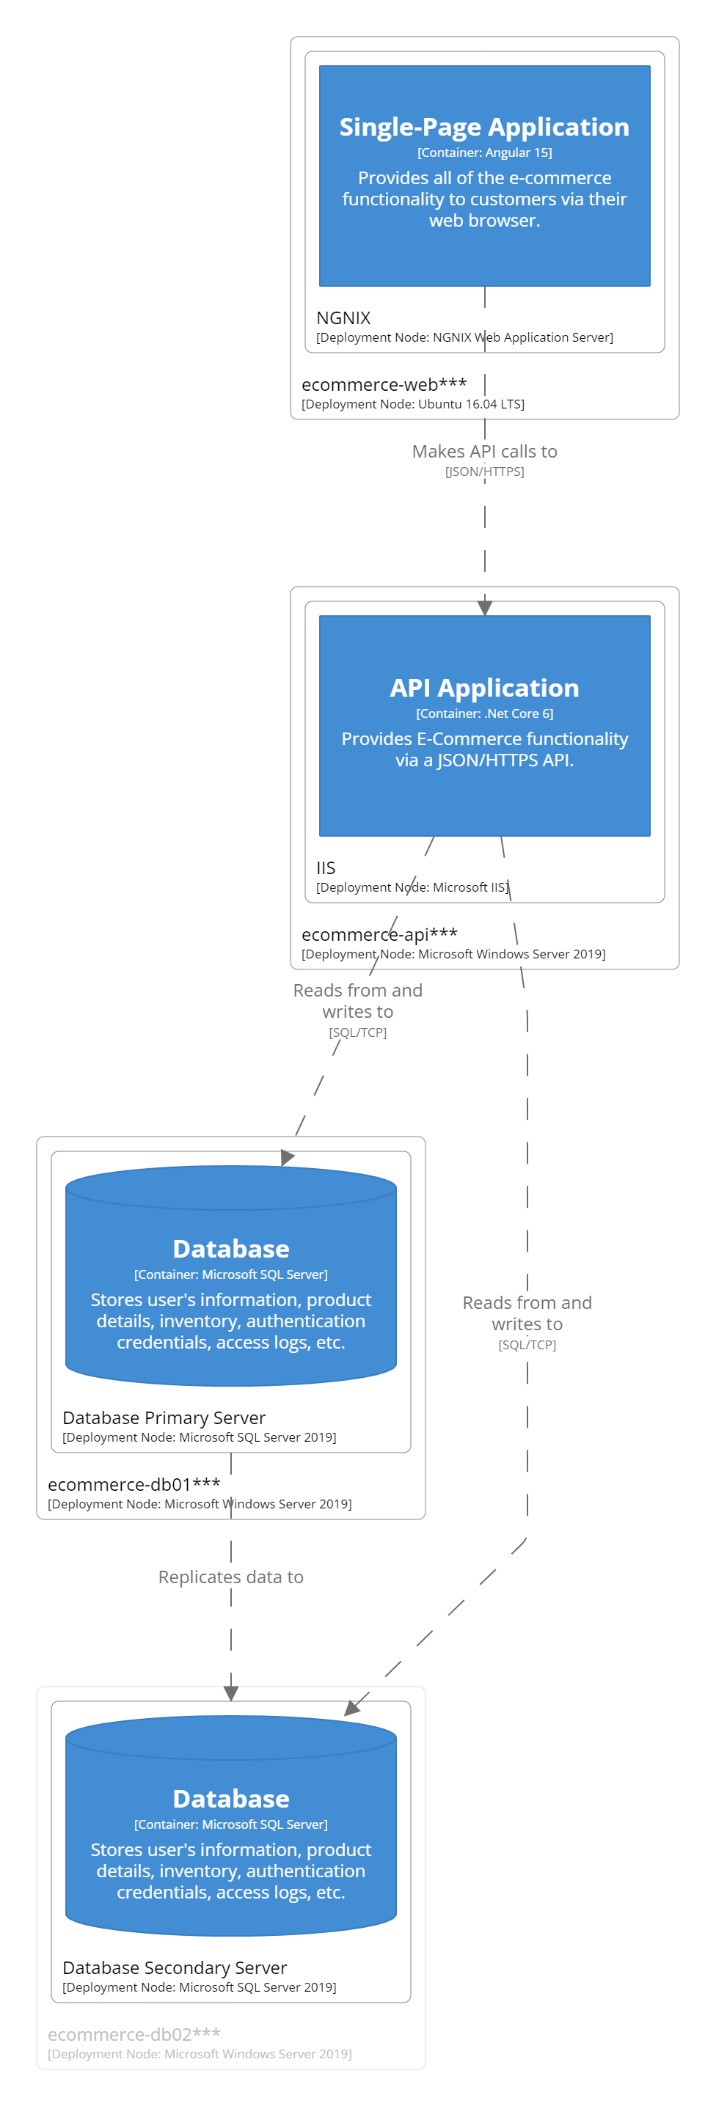 Single-Page Application
[Container: Angular 15]
Provides all of the e-commerce
functionality to customers via their
web browser.
NGNIX
[Deployment Node: NGNIX Web Application Server]
ecommerce-web***
[Deployment Node: Ubuntu 16.04 LTS]
Makes API calls to
[JSON/HTTPS]
API Application
[Container: .Net Core 6]
Provides E-Commerce functionality
via a JSON/HTTPS API.
IIS
[Deployment Node: Microsoft IIS]
ecommerce-api***
[Deployment Node: Microsoft Windows Server 2019]
Reads from and
writes to
[SQL/TCP]
Database
[Container: Microsoft SQL Server]
Stores user's information, product
details, inventory, authentication
credentials, access logs, etc.
Reads from and
writes to
[SQL/TCP]
Database Primary Server
[Deployment Node: Microsoft SQL Server 2019]
ecommerce-db01***
[Deployment Node: Microsoft Windows Server 2019]
Replicates data to
Database
[Container: Microsoft SQL Server]
Stores user's information, product
details, inventory, authentication
credentials, access logs, etc.
Database Secondary Server
[Deployment Node: Microsoft SQL Server 2019]
ecommerce-db02***
[Deployment Node: Microsoft Windows Server 2019]